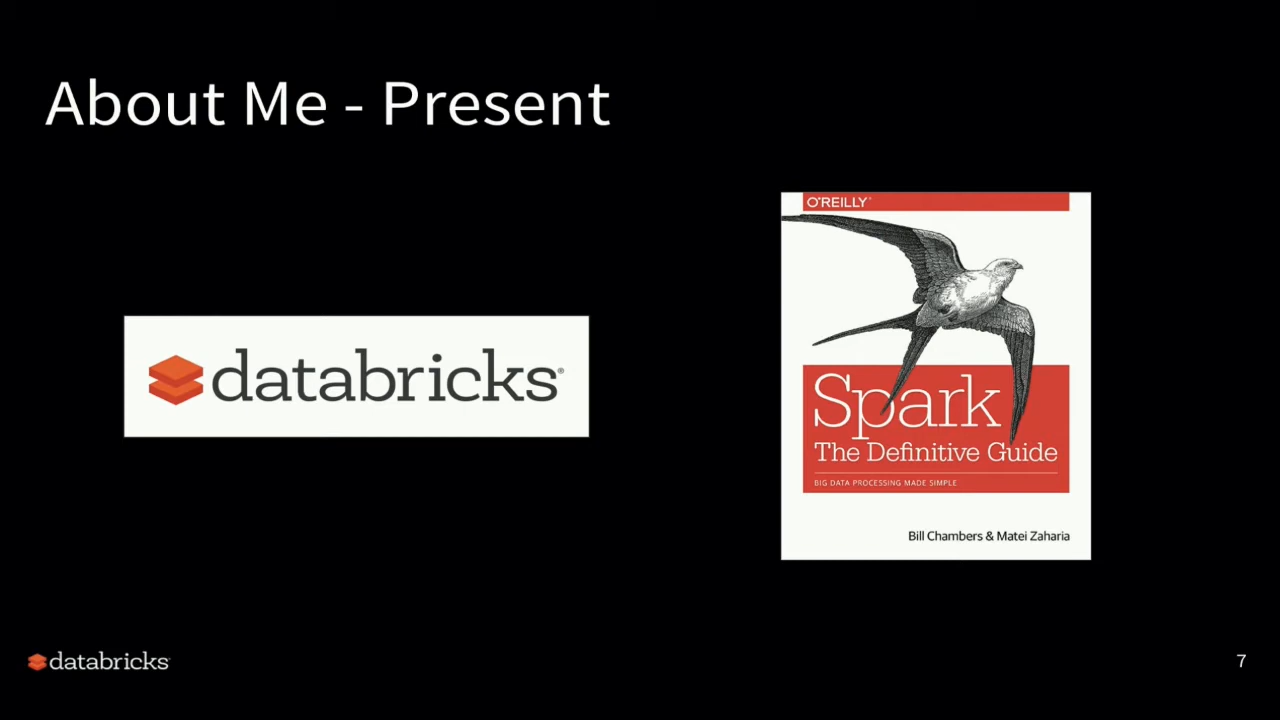 About Me - Present
databricks®
O'REILLY®
Spark
The Definitive Guide
BIG DATA PROCESSING MADE SIMPLE
Bill Chambers & Matei Zaharia
databricks
7